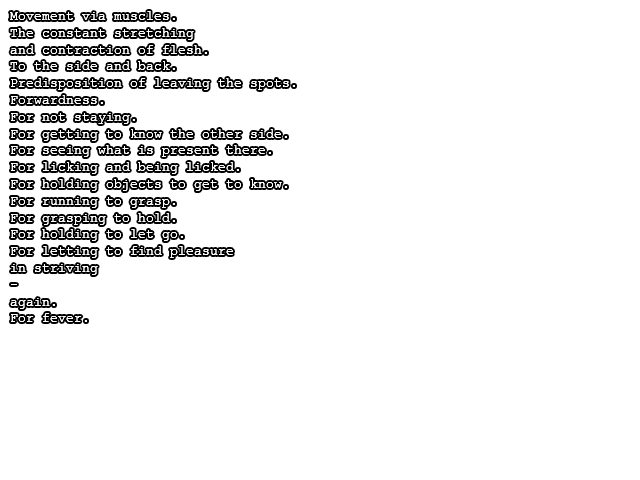 Movement via muscles.
The constant stretching
and contraction of flesh.
To the side and back.
Predisposition of leaving the spots.
Forwardness.
For not staying.
For getting to know the other side.
For seeing what is present there.
For licking and being licked.
For holding objects to get to know.
For running to grasp.
For grasping to hold.
For holding to let go.
For letting to find pleasure
in striving
-
again.
For fever.